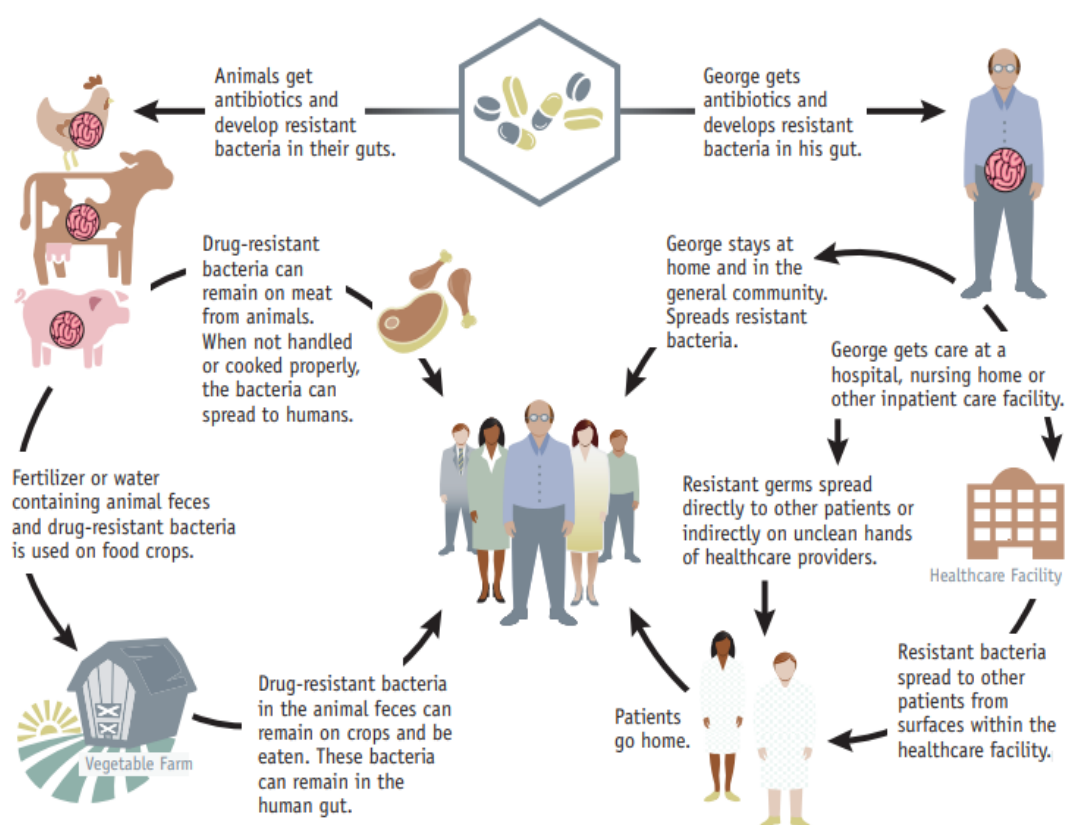 Animals get
antibiotics and
develop resistant
bacteria in their guts.
George gets
antibiotics and
develops resistant
bacteria in his gut.
Drug-resistant
bacteria can
remain on meat
from animals.
When not handled
or cooked properly,
the bacteria can
spread to humans.
George stays at
home and in the
general community.
Spreads resistant
bacteria.
George gets care at a
hospital, nursing home or
other inpatient care facility.
Fertilizer or water
containing animal feces
and drug-resistant bacteria
is used on food crops.
Resistant germs spread
directly to other patients or
indirectly on unclean hands
of healthcare providers.
Healthcare Facility
Vegetable Farm
Drug-resistant bacteria
in the animal feces can
remain on crops and be
eaten. These bacteria
can remain in the
human gut.
Patients
go home.
Resistant bacteria
spread to other
patients from
surfaces within the
healthcare facility.